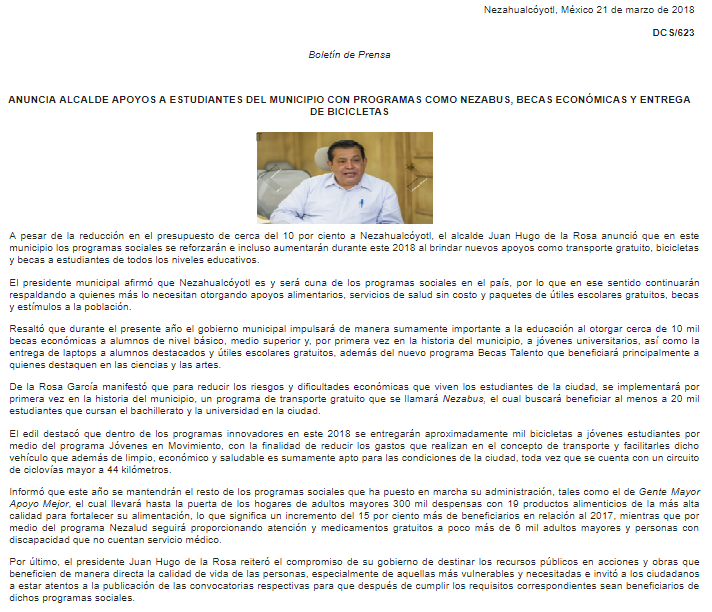 Nezahualcóyotl, México 21 de marzo de 2018
DCS/623
Boletín de Prensa
ANUNCIA ALCALDE APOYOS A ESTUDIANTES DEL MUNICIPIO CON PROGRAMAS COMO NEZABUS, BECAS ECONÓMICAS Y ENTREGA
DE BICICLETAS
A pesar de la reducción en el presupuesto de cerca del 10 por ciento a Nezahualcóyotl, el alcalde Juan Hugo de la Rosa anunció que en este
municipio los programas sociales se reforzarán e incluso aumentarán durante este 2018 al brindar nuevos apoyos como transporte gratuito, bicicletas
y becas a estudiantes de todos los niveles educativos.
El presidente municipal afirmó que Nezahualcóyotl es y será cuna de los programas sociales en el país, por lo que en ese sentido continuarán
respaldando a quienes más lo necesitan otorgando apoyos alimentarios, servicios de salud sin costo y paquetes de útiles escolares gratuitos, becas
y estímulos a la población.
Resaltó que durante el presente año el gobierno municipal impulsará de manera sumamente importante a la educación al otorgar cerca de 10 mil
becas económicas a alumnos de nivel básico, medio superior y, por primera vez en la historia del municipio, a jóvenes universitarios, así como la
entrega de laptops a alumnos destacados y útiles escolares gratuitos, además del nuevo programa Becas Talento que beneficiará principalmente a
quienes destaquen en las ciencias y las artes.
De la Rosa García manifestó que para reducir los riesgos y dificultades económicas que viven los estudiantes de la ciudad, se implementará por
primera vez en la historia del municipio, un programa de transporte gratuito que se llamará Nezabus, el cual buscará beneficiar al menos a 20 mil
estudiantes que cursan el bachillerato y la universidad en la ciudad.
El edil destacó que dentro de los programas innovadores en este 2018 se entregarán aproximadamente mil bicicletas a jóvenes estudiantes por
medio del programa Jóvenes en Movimiento, con la finalidad de reducir los gastos que realizan en el concepto de transporte y facilitarles dicho
vehículo que además de limpio, económico y saludable es sumamente apto para las condiciones de la ciudad, toda vez que se cuenta con un circuito
de ciclovías mayor a 44 kilómetros.
Informó que este año se mantendrán el resto de los programas sociales que ha puesto en marcha su administración, tales como el de Gente Mayor
Apoyo Mejor, el cual llevará hasta la puerta de los hogares de adultos mayores 300 mil despensas con 19 productos alimenticios de la más alta
calidad para fortalecer su alimentación, lo que significa un incremento del 15 por ciento más de beneficiarios en relación al 2017, mientras que por
medio del programa Nezalud seguirá proporcionando atención y medicamentos gratuitos a poco más de 6 mil adultos mayores y personas con
discapacidad que no cuentan servicio médico.
Por último, el presidente Juan Hugo de la Rosa reiteró el compromiso de su gobierno de destinar los recursos públicos en acciones y obras que
beneficien de manera directa la calidad de vida de las personas, especialmente de aquellas más vulnerables y necesitadas e invitó a los ciudadanos
a estar atentos a la publicación de las convocatorias respectivas para que después de cumplir los requisitos correspondientes sean beneficiarios de
dichos programas sociales.